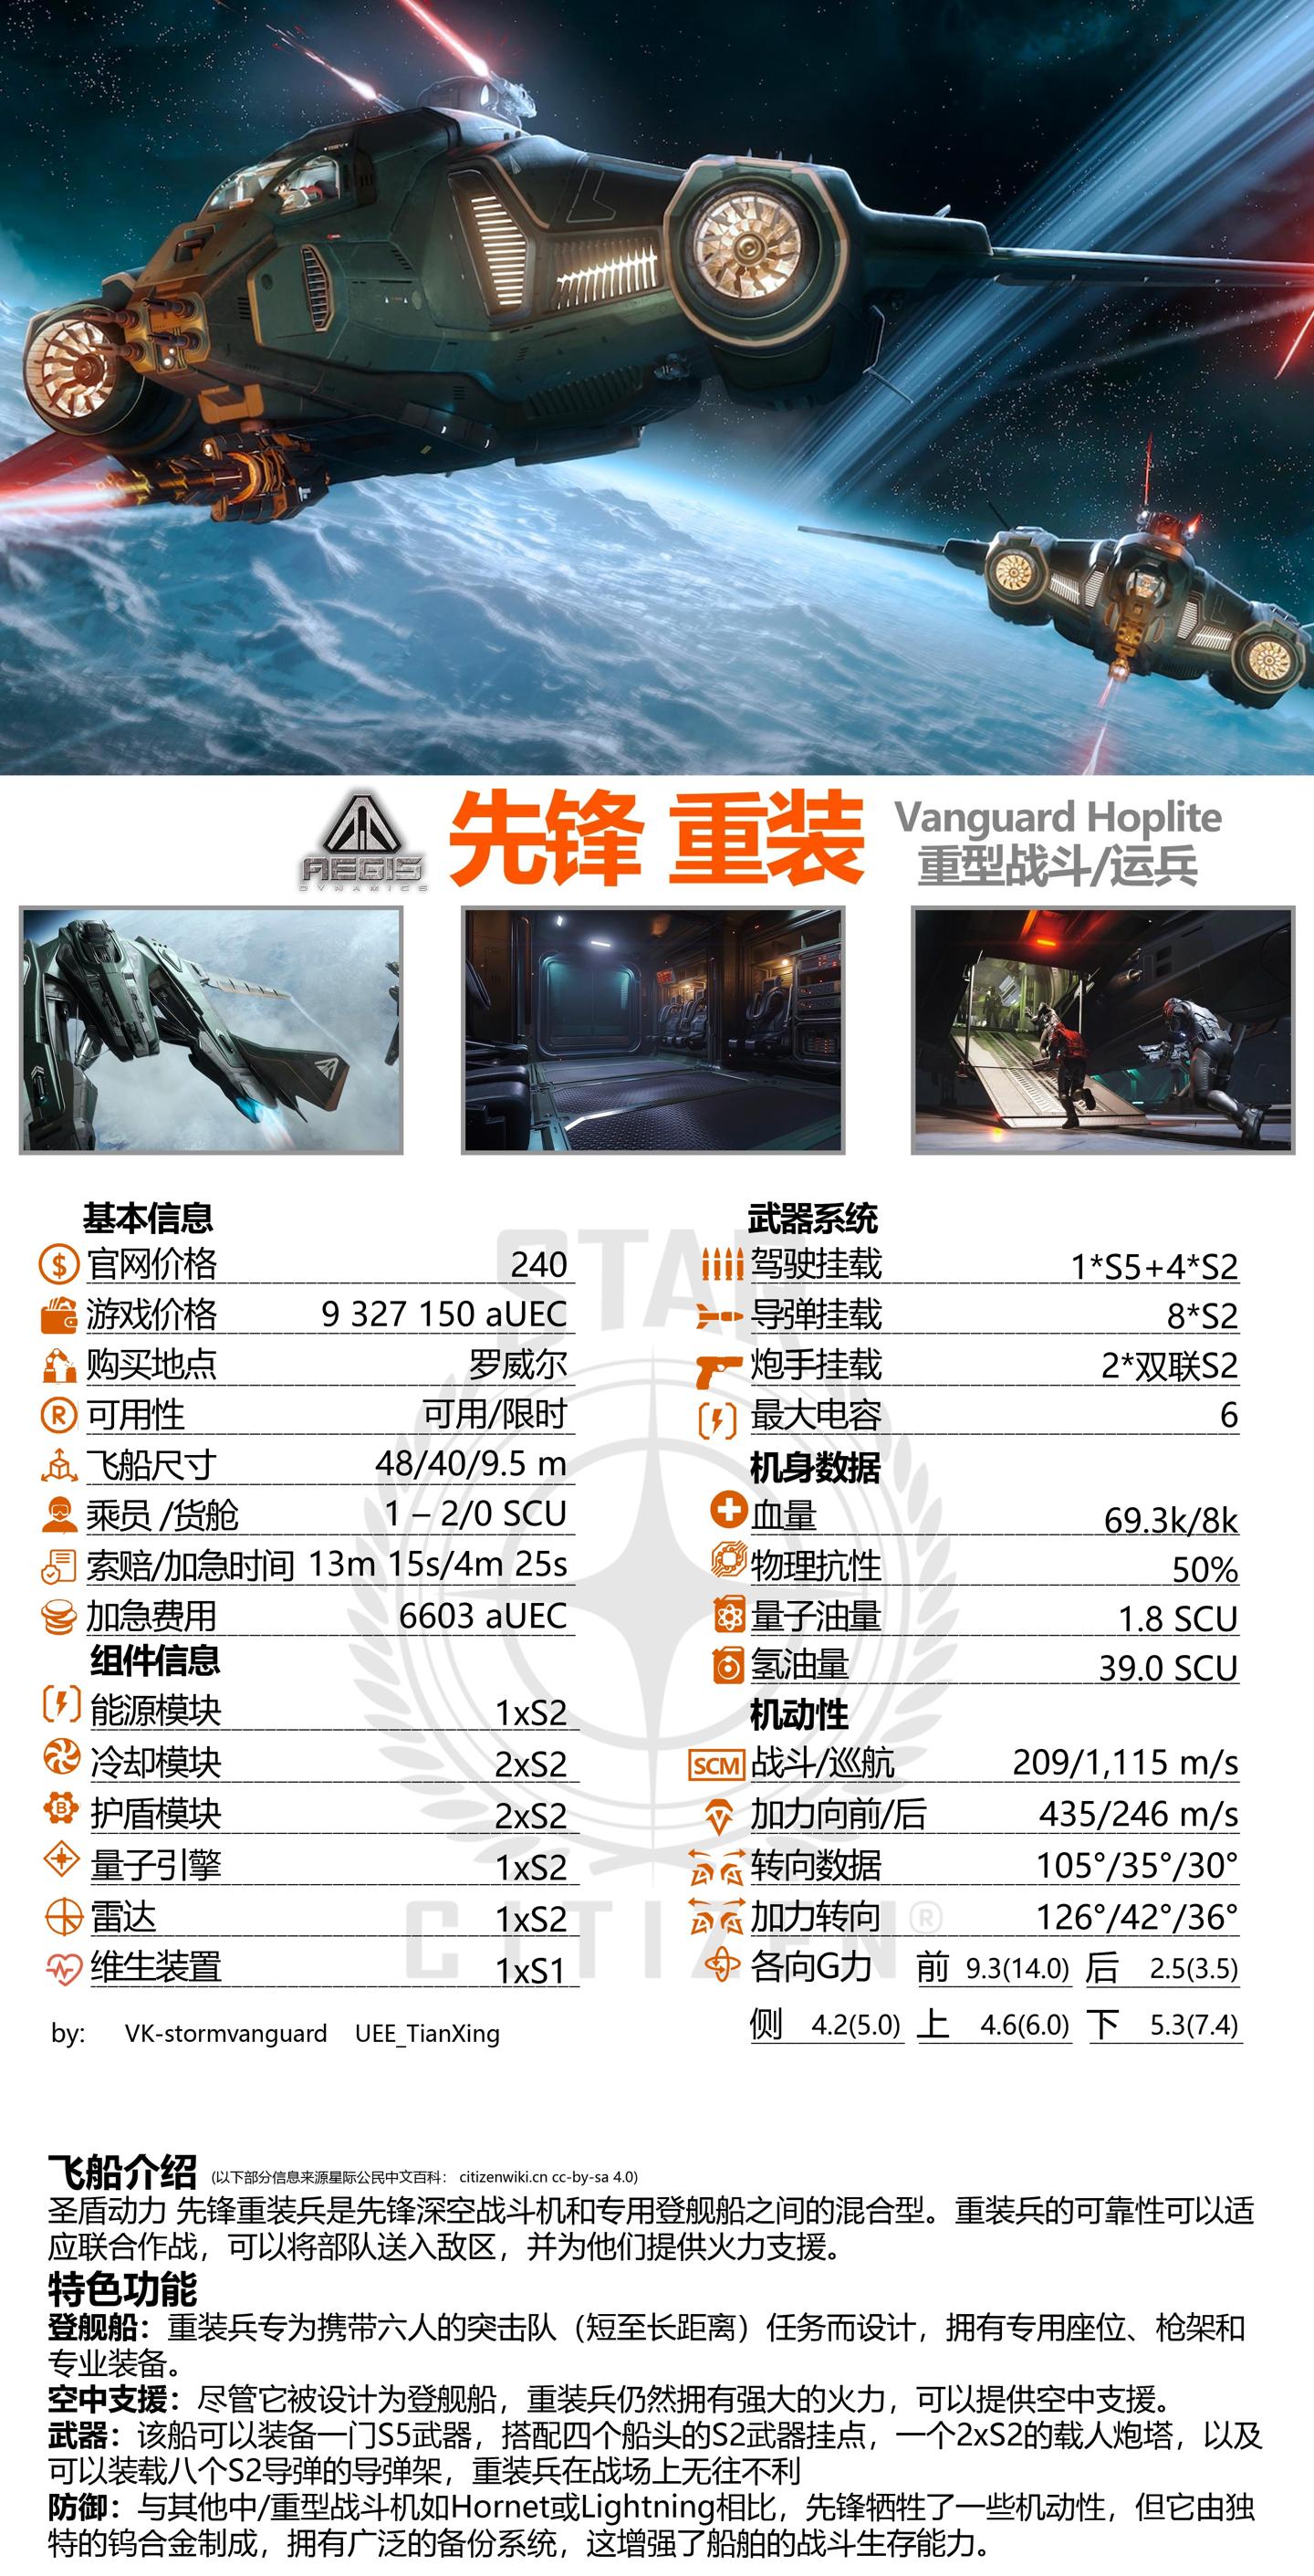 AEGIS
DYNAMICS
先锋 重装
Vanguard Hoplite
重型战斗/运兵
STAR
CITIZEN®
基本信息
官网价格 240
游戏价格 9 327 150 aUEC
购买地点 罗威尔
可用性 可用/限时
飞船尺寸 48/40/9.5 m
乘员 /货舱 1 – 2/0 SCU
索赔/加急时间 13m 15s/4m 25s
加急费用 6603 aUEC
组件信息
能源模块 1xS2
冷却模块 2xS2
护盾模块 2xS2
量子引擎 1xS2
雷达 1xS2
维生装置 1xS1
by: VK-stormvanguard UEE_TianXing
武器系统
驾驶挂载 1*S5+4*S2
导弹挂载 8*S2
炮手挂载 2*双联S2
最大电容 6
机身数据
血量 69.3k/8k
物理抗性 50%
量子油量 1.8 SCU
氢油量 39.0 SCU
机动性
SCM 战斗/巡航 209/1,115 m/s
加力向前/后 435/246 m/s
转向数据 105°/35°/30°
加力转向 126°/42°/36°
各向G力 前 9.3(14.0) 后 2.5(3.5)
侧 4.2(5.0) 上 4.6(6.0) 下 5.3(7.4)
飞船介绍 (以下部分信息来源星际公民中文百科： citizenwiki.cn cc-by-sa 4.0)
圣盾动力 先锋重装兵是先锋深空战斗机和专用登舰船之间的混合型。重装兵的可靠性可以适
应联合作战，可以将部队送入敌区，并为他们提供火力支援。
特色功能
登舰船：重装兵专为携带六人的突击队（短至长距离）任务而设计，拥有专用座位、枪架和
专业装备。
空中支援：尽管它被设计为登舰船，重装兵仍然拥有强大的火力，可以提供空中支援。
武器：该船可以装备一门S5武器，搭配四个船头的S2武器挂点，一个2xS2的载人炮塔，以及
可以装载八个S2导弹的导弹架，重装兵在战场上无往不利
防御：与其他中/重型战斗机如Hornet或Lightning相比，先锋牺牲了一些机动性，但它由独
特的钨合金制成，拥有广泛的备份系统，这增强了船舶的战斗生存能力。